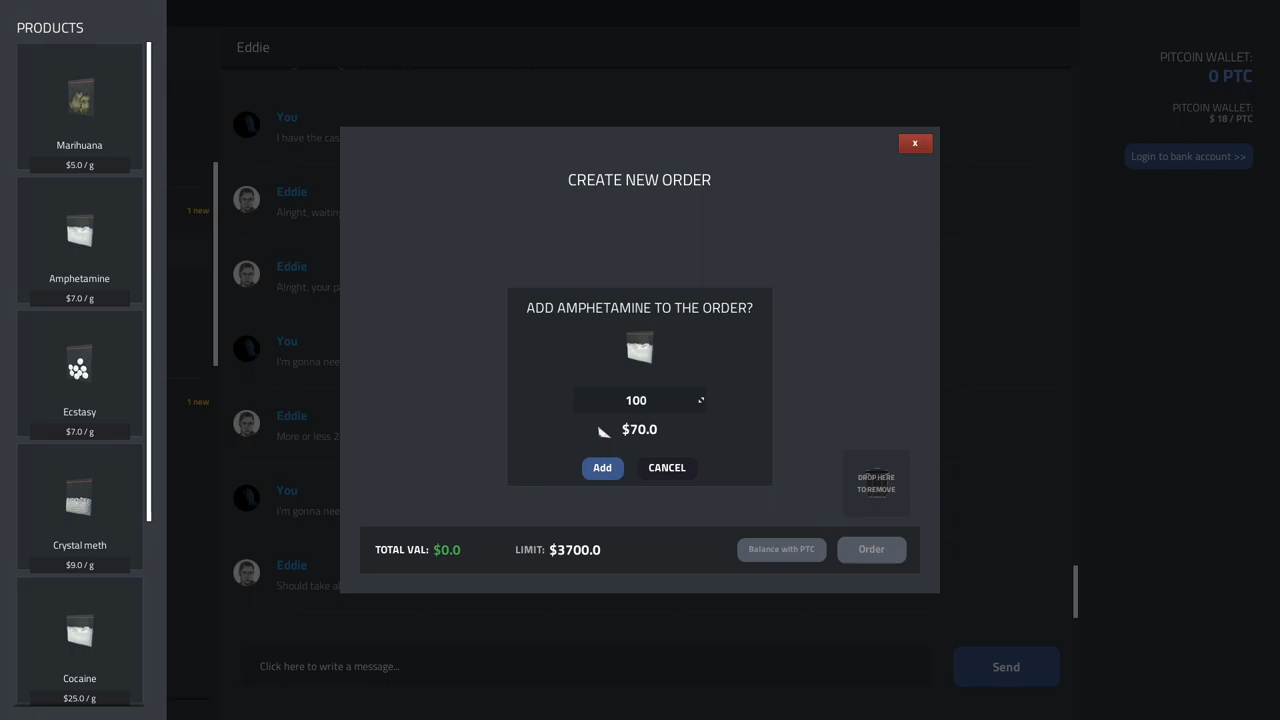 PRODUCTS
Marihuana
$5.0 / g
Amphetamine
$7.0 / g
Ecstasy
$7.0 / g
Crystal meth
$9.0 / g
Cocaine
$25.0 / g
1 new
1 new
Eddie
You
I have the cas
Eddie
Alright, waiting
Eddie
Alright, your pa
You
I'm gonna nee
Eddie
More or less 2
You
I'm gonna nee
Eddie
Should take a
Click here to write a message...
Send
x
CREATE NEW ORDER
ADD AMPHETAMINE TO THE ORDER?
100
$70.0
Add
CANCEL
DROP HERE
TO REMOVE
TOTAL VAL: $0.0
LIMIT: $3700.0
Balance with PTC
Order
PITCOIN WALLET:
0 PTC
PITCOIN WALLET:
$ 18 / PTC
Login to bank account >>